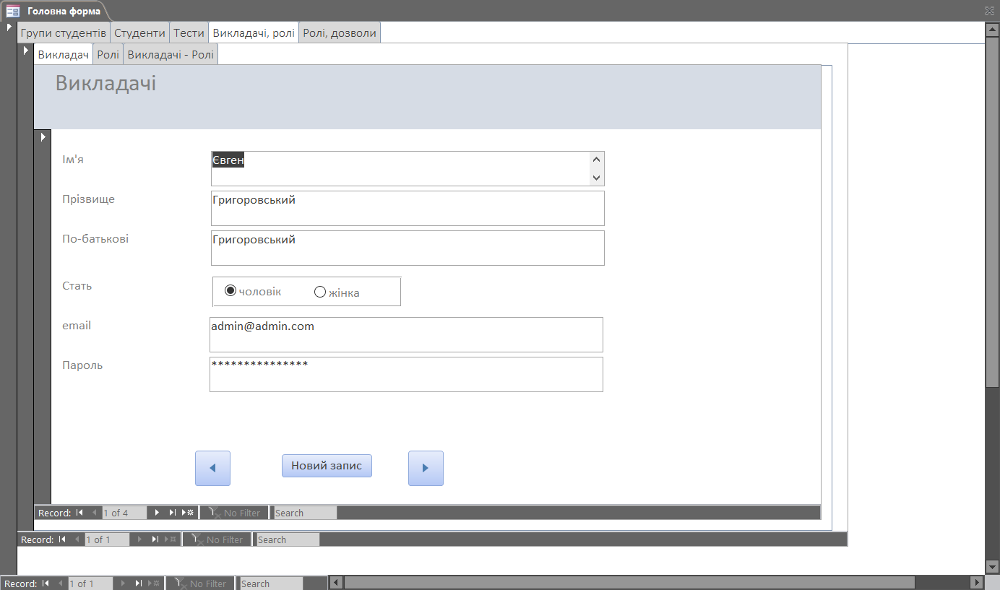 Головна форма
Групи студентів Студенти Тести Викладачі, ролі Ролі, дозволи
Викладач Ролі Викладачі - Ролі
Викладачі
Ім'я Євген
Прізвище Григоровський
По-батькові Григоровський
Стать чоловік жінка
email admin@admin.com
Пароль ***************
Новий запис
Record: 1 of 4 No Filter Search
Record: 1 of 1 No Filter Search
Record: 1 of 1 No Filter Search